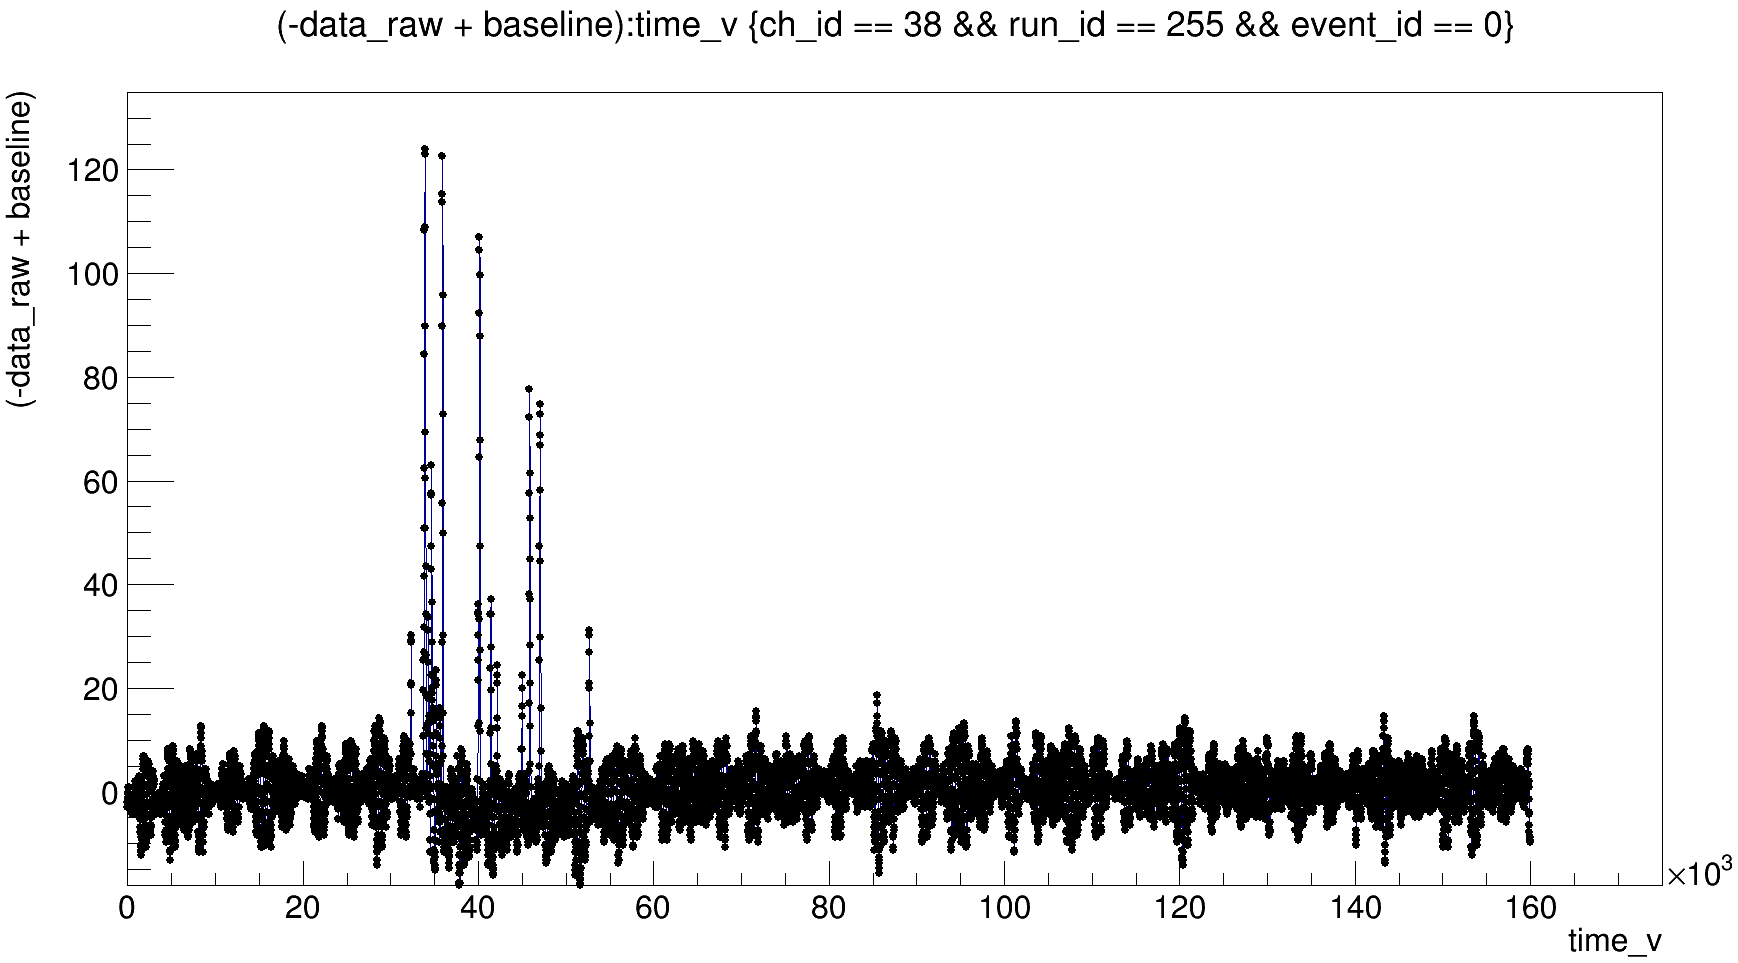 (-data_raw + baseline):time_v {ch_id == 38 && run_id == 255 && event_id == 0}
(-data_raw + baseline)
120
100
80
60
40
20
0
0 20 40 60 80 100 120 140 160
×10³
time_v